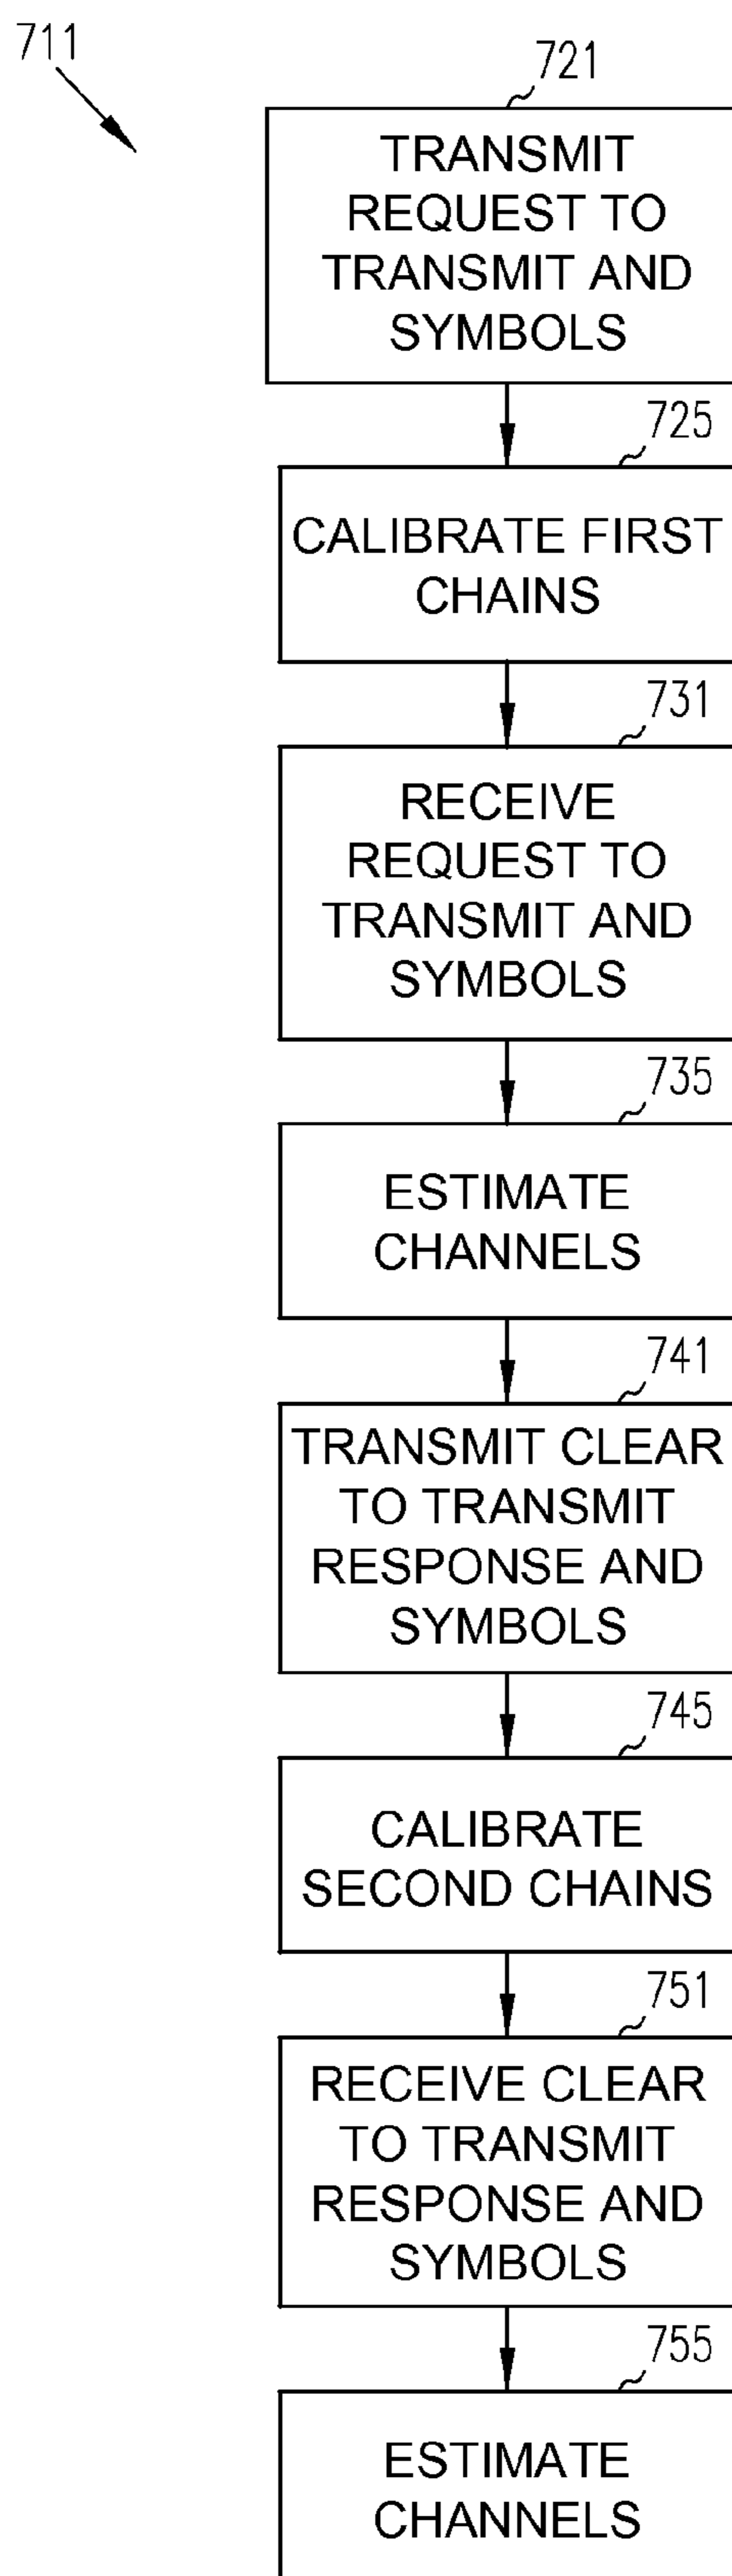 711
721
TRANSMIT
REQUEST TO
TRANSMIT AND
SYMBOLS
725
CALIBRATE FIRST
CHAINS
731
RECEIVE
REQUEST TO
TRANSMIT AND
SYMBOLS
735
ESTIMATE
CHANNELS
741
TRANSMIT CLEAR
TO TRANSMIT
RESPONSE AND
SYMBOLS
745
CALIBRATE
SECOND CHAINS
751
RECEIVE CLEAR
TO TRANSMIT
RESPONSE AND
SYMBOLS
755
ESTIMATE
CHANNELS